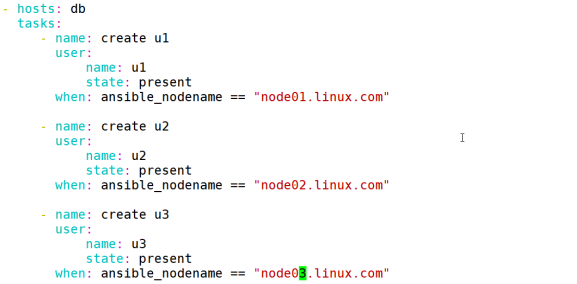 - hosts: db
  tasks:
     - name: create u1
       user:
           name: u1
           state: present
       when: ansible_nodename == "node01.linux.com"

     - name: create u2
       user:
           name: u2
           state: present
       when: ansible_nodename == "node02.linux.com"

     - name: create u3
       user:
           name: u3
           state: present
       when: ansible_nodename == "node03.linux.com"